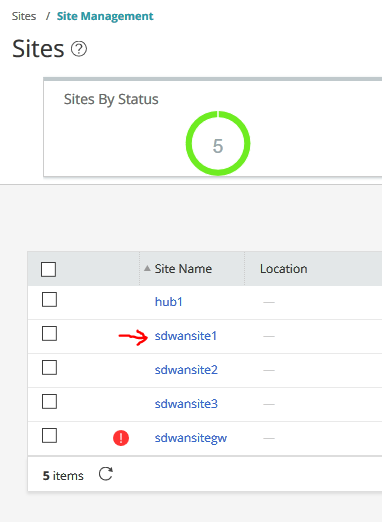 Sites / Site Management
Sites ?
Sites By Status
5
Site Name Location
hub1 —
sdwansite1 —
sdwansite2 —
sdwansite3 —
! sdwansitegw —
5 items